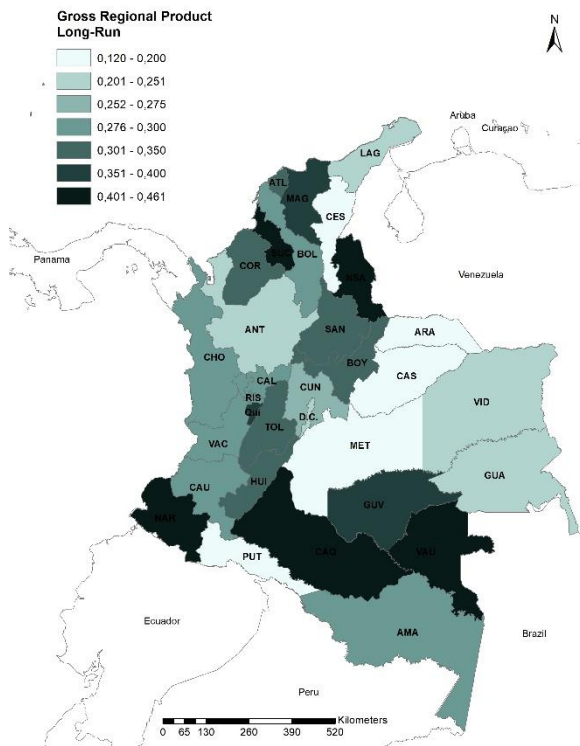 Gross Regional Product
Long-Run
0,120 - 0,200
0,201 - 0,251
0,252 - 0,275
0,276 - 0,300
0,301 - 0,350
0,351 - 0,400
0,401 - 0,461
N
Aruba
Curaçao
LAG
ATL
MAG
CES
Panama
SUC
BOL
COR
NSA
Venezuela
ANT
SAN
ARA
CHO
BOY
CAS
CAL
CUN
RIS
VID
Qui
D.C.
TOL
MET
VAC
GUA
HUI
CAU
GUV
NAR
CAQ
VAU
PUT
Ecuador
AMA
Brazil
Peru
Kilometers
0 65 130 260 390 520